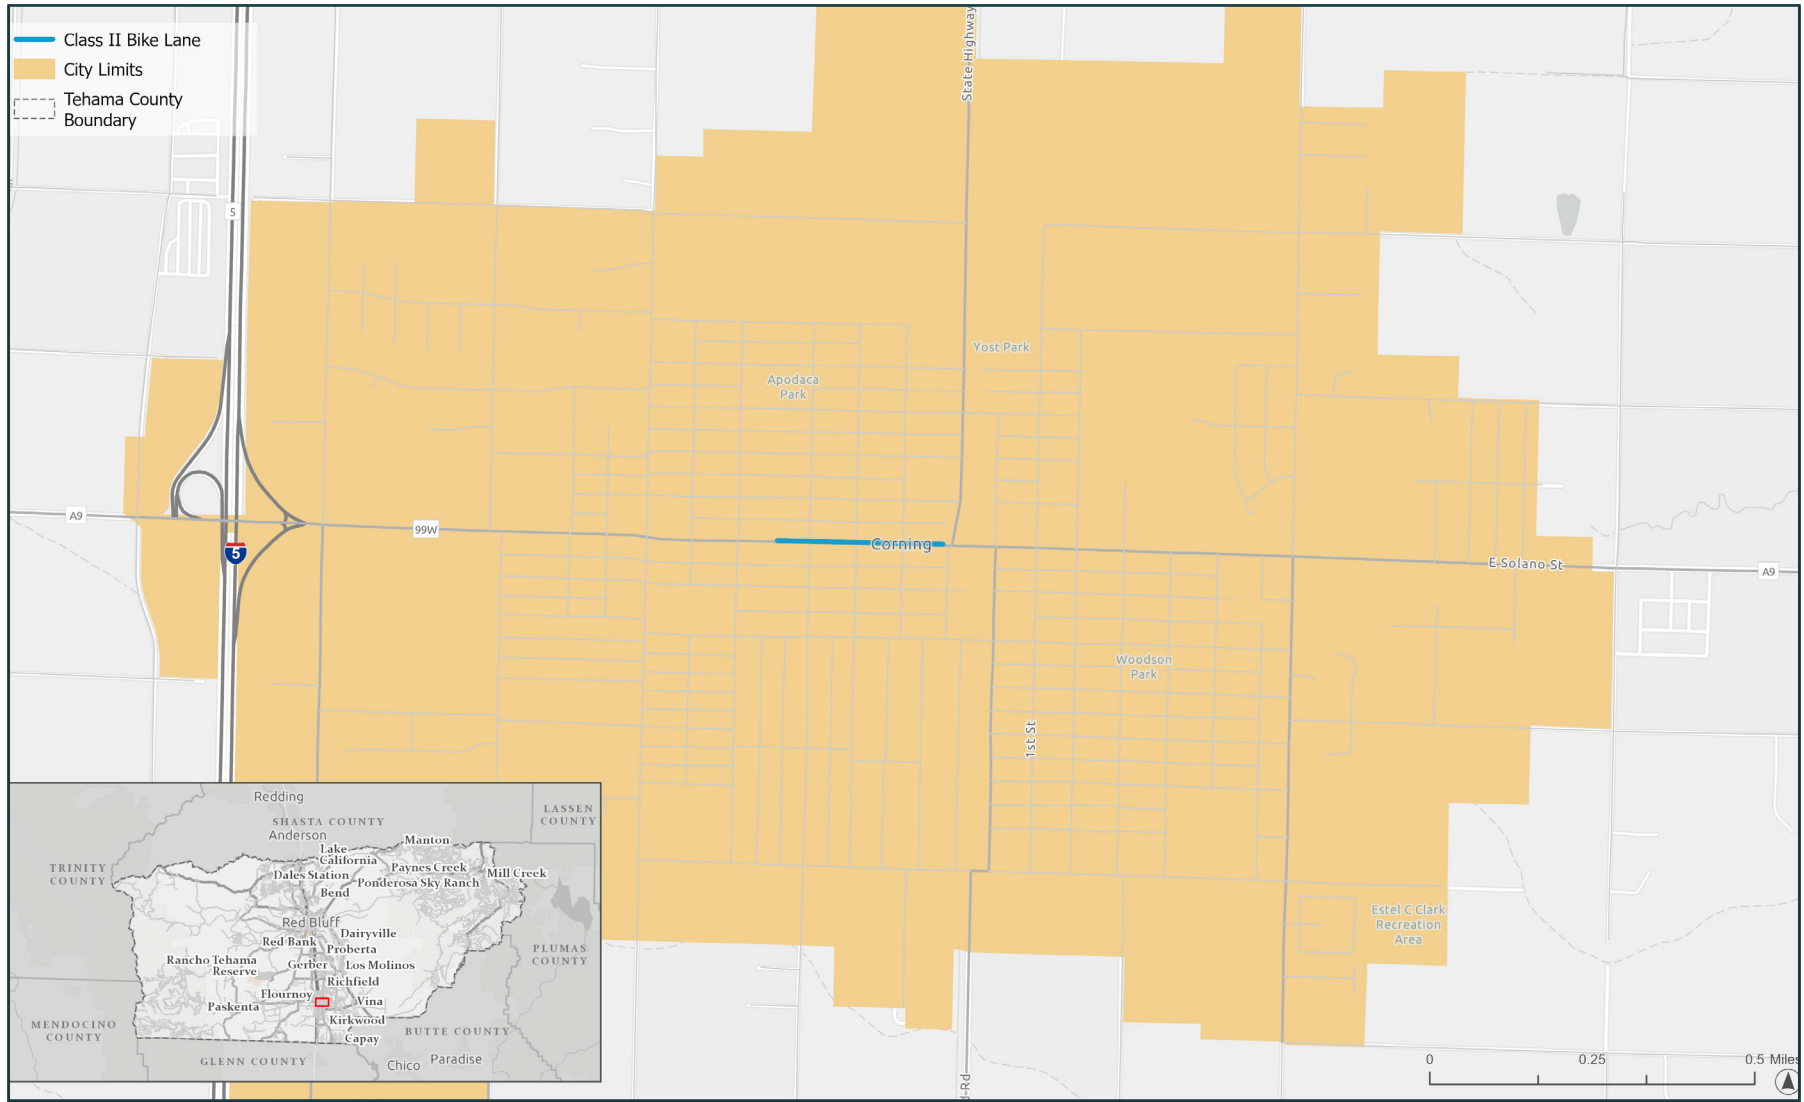 Class II Bike Lane
City Limits
Tehama County
Boundary
State Highway
5
Yost Park
Apodaca
Park
A9
99W
5
Corning
E Solano St
A9
Woodson
Park
1st St
Estel C Clark
Recreation
Area
Rd
0 0.25 0.5 Miles
Redding
SHASTA COUNTY
Anderson
LASSEN
COUNTY
TRINITY
COUNTY
Lake
California
Manton
Dales Station
Paynes Creek
Mill Creek
Ponderosa Sky Ranch
Bend
Red Bluff
Dairyville
Red Bank
Proberta
PLUMAS
COUNTY
Rancho Tehama
Reserve
Gerber
Los Molinos
Richfield
Flournoy
Paskenta
Vina
Kirkwood
MENDOCINO
COUNTY
BUTTE COUNTY
Capay
GLENN COUNTY
Chico
Paradise